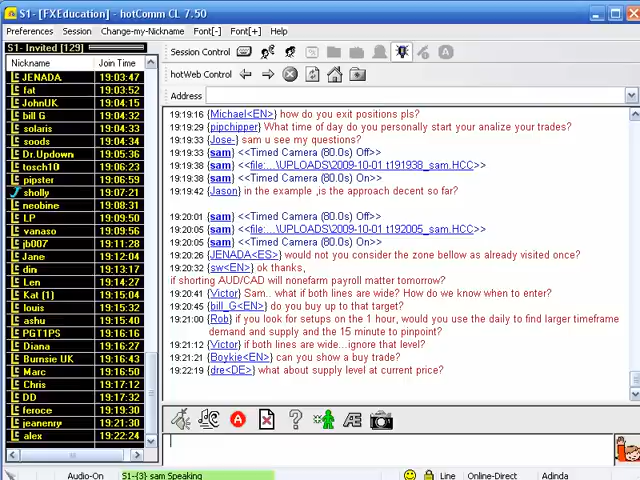 S1- [FXEducation] - hotComm CL 7.50
Preferences Session Change-my-Nickname Font[-] Font[+] Help
S1- Invited [129]
Nickname Join Time
JENADA 19:03:47
fat 19:03:52
JohnUK 19:04:15
bill G 19:04:32
solaris 19:04:33
soods 19:04:34
Dr.Updown 19:05:36
tosch10 19:06:23
pipster 19:06:39
sholly 19:07:21
neobine 19:08:31
LP 19:09:50
vanaso 19:09:56
jb007 19:11:28
Jane 19:12:04
din 19:13:17
Len 19:14:27
Kat (1) 19:15:04
louis 19:15:32
ashu 19:15:40
PGT1PS 19:16:16
Diana 19:16:27
Burnsie UK 19:16:43
Marc 19:16:50
Chris 19:17:12
DD 19:17:32
feroce 19:19:30
jeanenry 19:21:30
alex 19:22:24
Session Control
hotWeb Control
Address
19:19:16 {Michael<EN>} how do you exit positions pls?
19:19:29 {pipchipper} What time of day do you personally start your analize your trades?
19:19:33 {Jose-} sam u see my questions?
19:19:33 {sam} <<Timed Camera (80.0s) Off>>
19:19:38 {sam} <<file:...\UPLOADS\2009-10-01 t191938_sam.HCC>>
19:19:38 {sam} <<Timed Camera (80.0s) On>>
19:19:42 {Jason} in the example ,is the approach decent so far?
19:20:01 {sam} <<Timed Camera (80.0s) Off>>
19:20:05 {sam} <<file:...\UPLOADS\2009-10-01 t192005_sam.HCC>>
19:20:05 {sam} <<Timed Camera (80.0s) On>>
19:20:26 {JENADA<ES>} would not you consider the zone bellow as already visited once?
19:20:32 {sw<EN>} ok thanks,
if shorting AUD/CAD will nonefarm payroll matter tomorrow?
19:20:41 {Victor} Sam.. what if both lines are wide? How do we know when to enter?
19:20:45 {bill_G<EN>} do you buy up to that target?
19:21:00 {Rob} if you look for setups on the 1 hour, would you use the daily to find larger timeframe
demand and supply and the 15 minute to pinpoint?
19:21:12 {Victor} if both lines are wide...ignore that level?
19:21:21 {Boykie<EN>} can you show a buy trade?
19:22:19 {dre<DE>} what about supply level at current price?
Audio-On S1-{3} sam Speaking Line Online-Direct Adinda